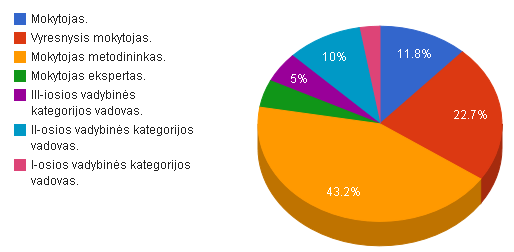 Mokytojas.
Vyresnysis mokytojas.
Mokytojas metodininkas.
Mokytojas ekspertas.
III-iosios vadybinės
kategorijos vadovas.
II-osios vadybinės kategorijos
vadovas.
I-osios vadybinės kategorijos
vadovas.
11.8%
22.7%
43.2%
5%
10%